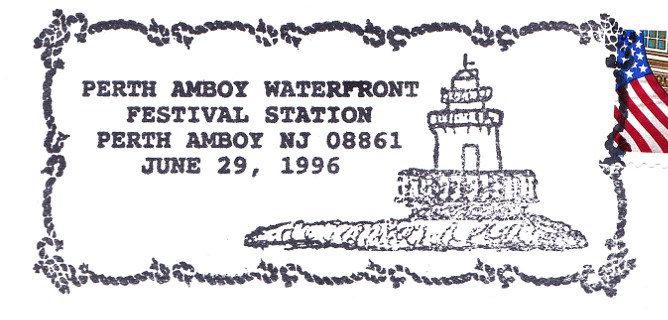 PERTH AMBOY WATERFRONT
FESTIVAL STATION
PERTH AMBOY NJ 08861
JUNE 29, 1996